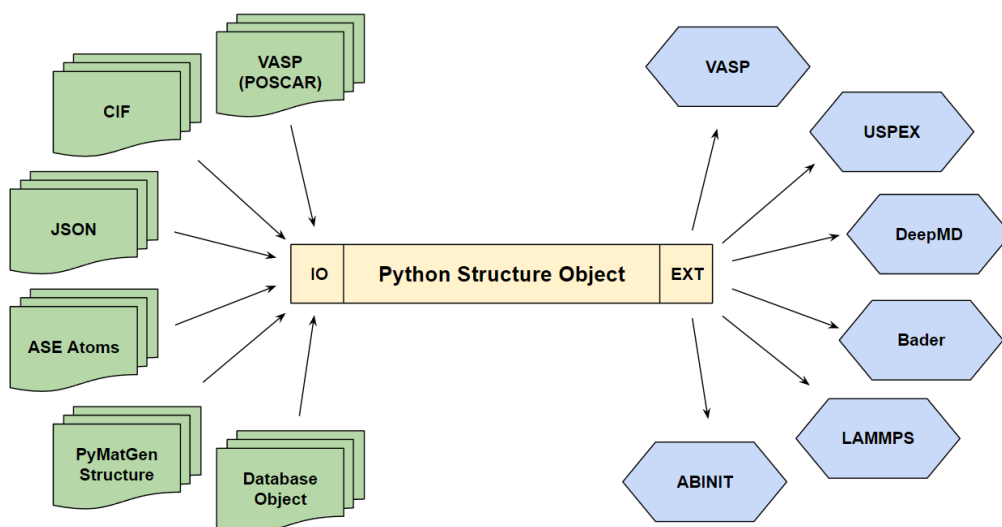 VASP
(POSCAR)
CIF
JSON
ASE Atoms
PyMatGen
Structure
Database
Object
IO
Python Structure Object
EXT
VASP
USPEX
DeepMD
Bader
LAMMPS
ABINIT